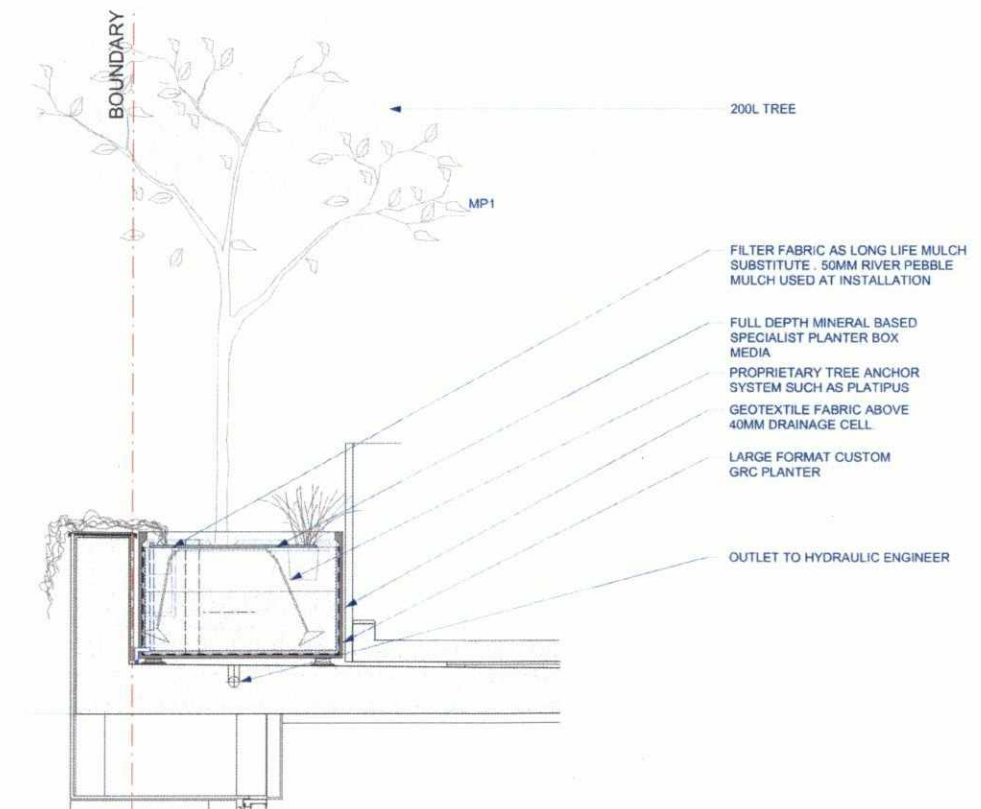 BOUNDARY
200L TREE
MP1
FILTER FABRIC AS LONG LIFE MULCH
SUBSTITUTE . 50MM RIVER PEBBLE
MULCH USED AT INSTALLATION
FULL DEPTH MINERAL BASED
SPECIALIST PLANTER BOX
MEDIA
PROPRIETARY TREE ANCHOR
SYSTEM SUCH AS PLATIPUS
GEOTEXTILE FABRIC ABOVE
40MM DRAINAGE CELL
LARGE FORMAT CUSTOM
GRC PLANTER
OUTLET TO HYDRAULIC ENGINEER